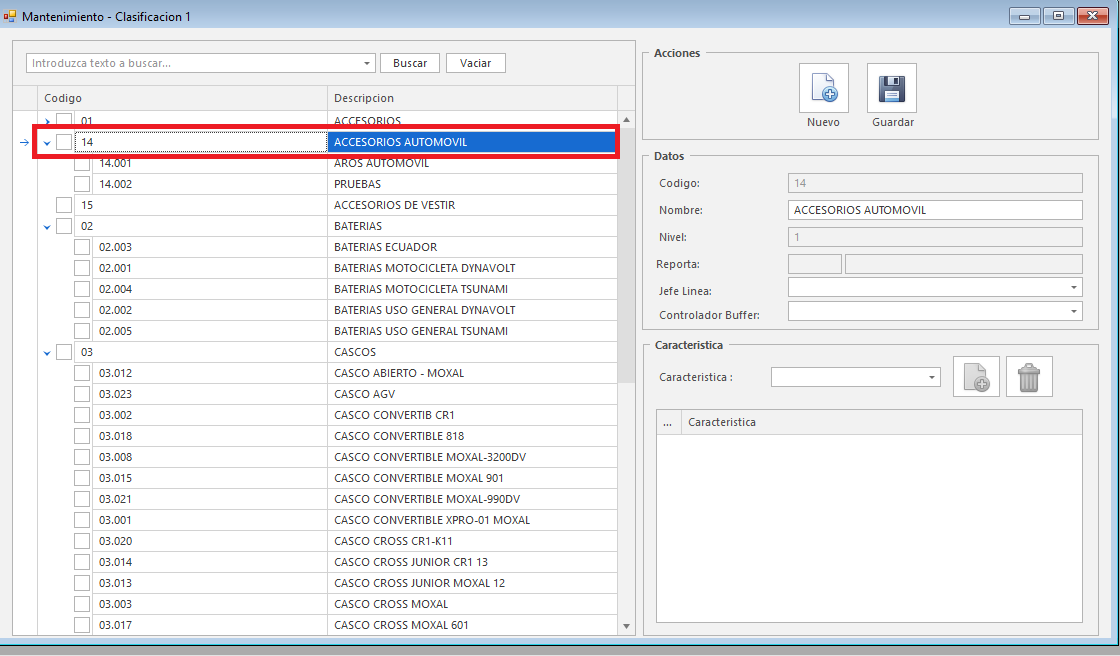 Mantenimiento - Clasificacion 1
Introduzca texto a buscar...
Buscar
Vaciar
Codigo Descripcion
01 ACCESORIOS
14 ACCESORIOS AUTOMOVIL
14.001 AROS AUTOMOVIL
14.002 PRUEBAS
15 ACCESORIOS DE VESTIR
02 BATERIAS
02.003 BATERIAS ECUADOR
02.001 BATERIAS MOTOCICLETA DYNAVOLT
02.004 BATERIAS MOTOCICLETA TSUNAMI
02.002 BATERIAS USO GENERAL DYNAVOLT
02.005 BATERIAS USO GENERAL TSUNAMI
03 CASCOS
03.012 CASCO ABIERTO - MOXAL
03.023 CASCO AGV
03.002 CASCO CONVERTIB CR1
03.018 CASCO CONVERTIBLE 818
03.008 CASCO CONVERTIBLE MOXAL-3200DV
03.015 CASCO CONVERTIBLE MOXAL 901
03.021 CASCO CONVERTIBLE MOXAL-990DV
03.001 CASCO CONVERTIBLE XPRO-01 MOXAL
03.020 CASCO CROSS CR1-K11
03.014 CASCO CROSS JUNIOR CR1 13
03.013 CASCO CROSS JUNIOR MOXAL 12
03.003 CASCO CROSS MOXAL
03.017 CASCO CROSS MOXAL 601
Acciones
Nuevo
Guardar
Datos
Codigo: 14
Nombre: ACCESORIOS AUTOMOVIL
Nivel: 1
Reporta:
Jefe Linea:
Controlador Buffer:
Caracteristica
Caracteristica :
... Caracteristica